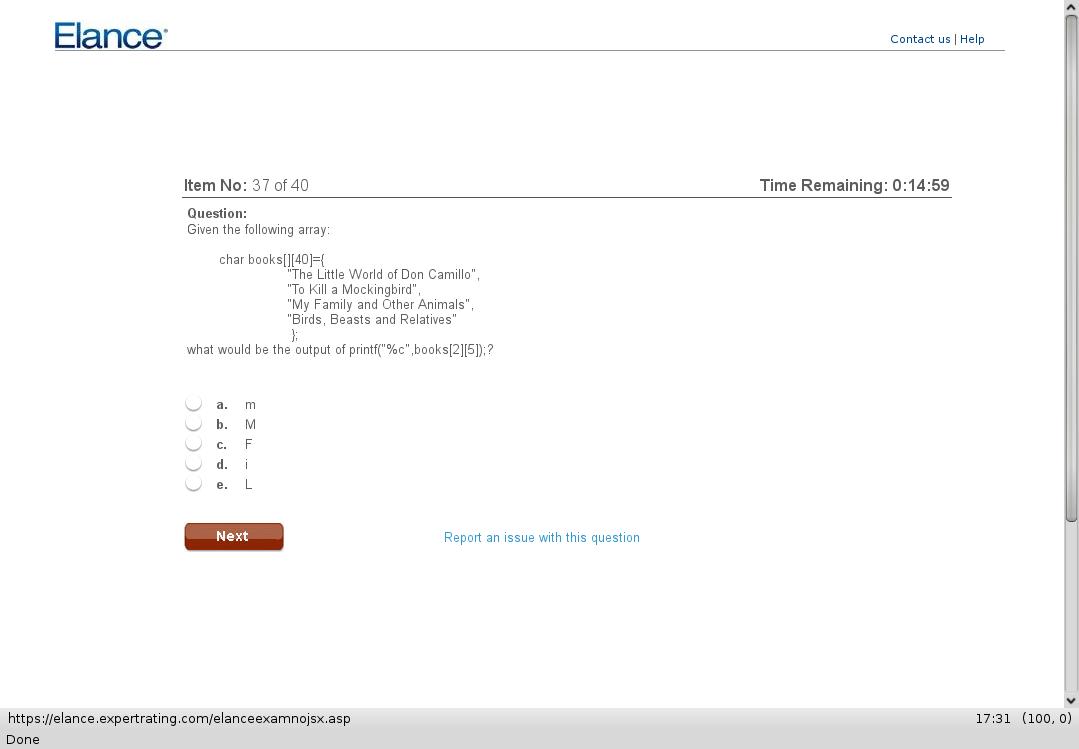 Elance
Contact us | Help
Item No: 37 of 40
Time Remaining: 0:14:59
Question:
Given the following array:
char books[][40]={
"The Little World of Don Camillo",
"To Kill a Mockingbird",
"My Family and Other Animals",
"Birds, Beasts and Relatives"
};
what would be the output of printf("%c",books[2][5]);?
a. m
b. M
c. F
d. i
e. L
Next
Report an issue with this question
https://elance.expertrating.com/elanceexamnojsx.asp
17:31 (100, 0)
Done